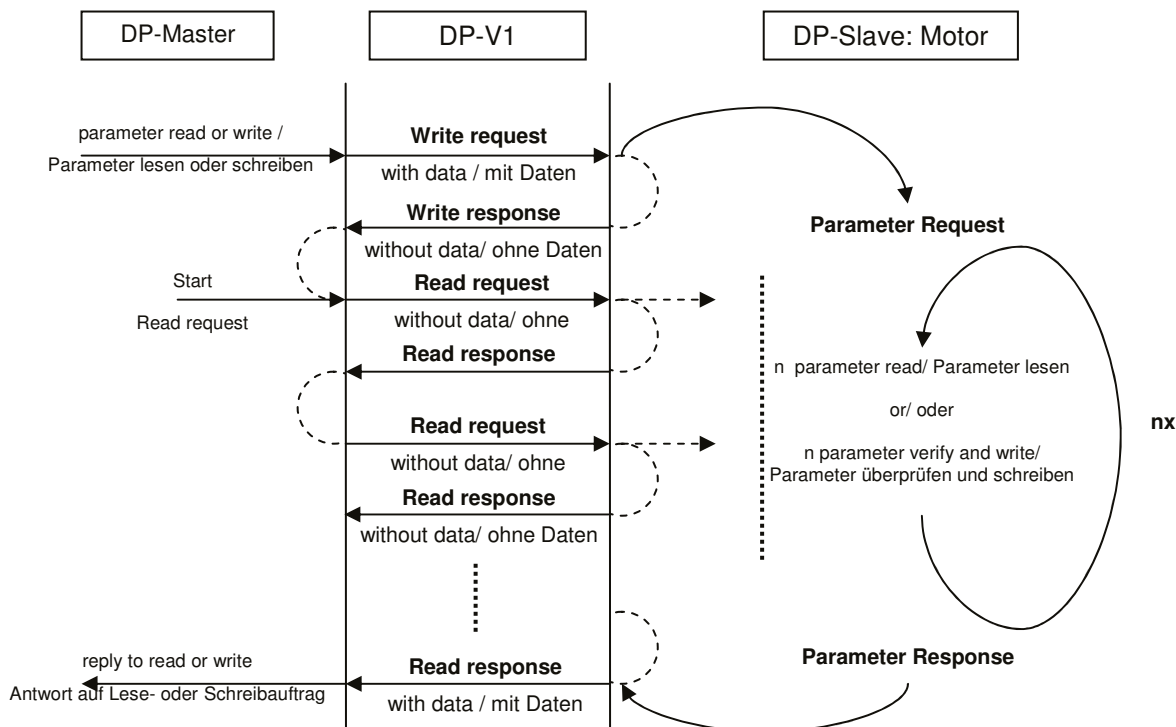 DP-Master
DP-V1
DP-Slave: Motor
parameter read or write /
Parameter lesen oder schreiben
Write request
with data / mit Daten
Write response
without data/ ohne Daten
Parameter Request
Start
Read request
Read request
without data/ ohne
Read response
n parameter read/ Parameter lesen
or/ oder
n parameter verify and write/
Parameter überprüfen und schreiben
nx
Read request
without data/ ohne
Read response
without data/ ohne Daten
reply to read or write
Antwort auf Lese- oder Schreibauftrag
Read response
with data / mit Daten
Parameter Response